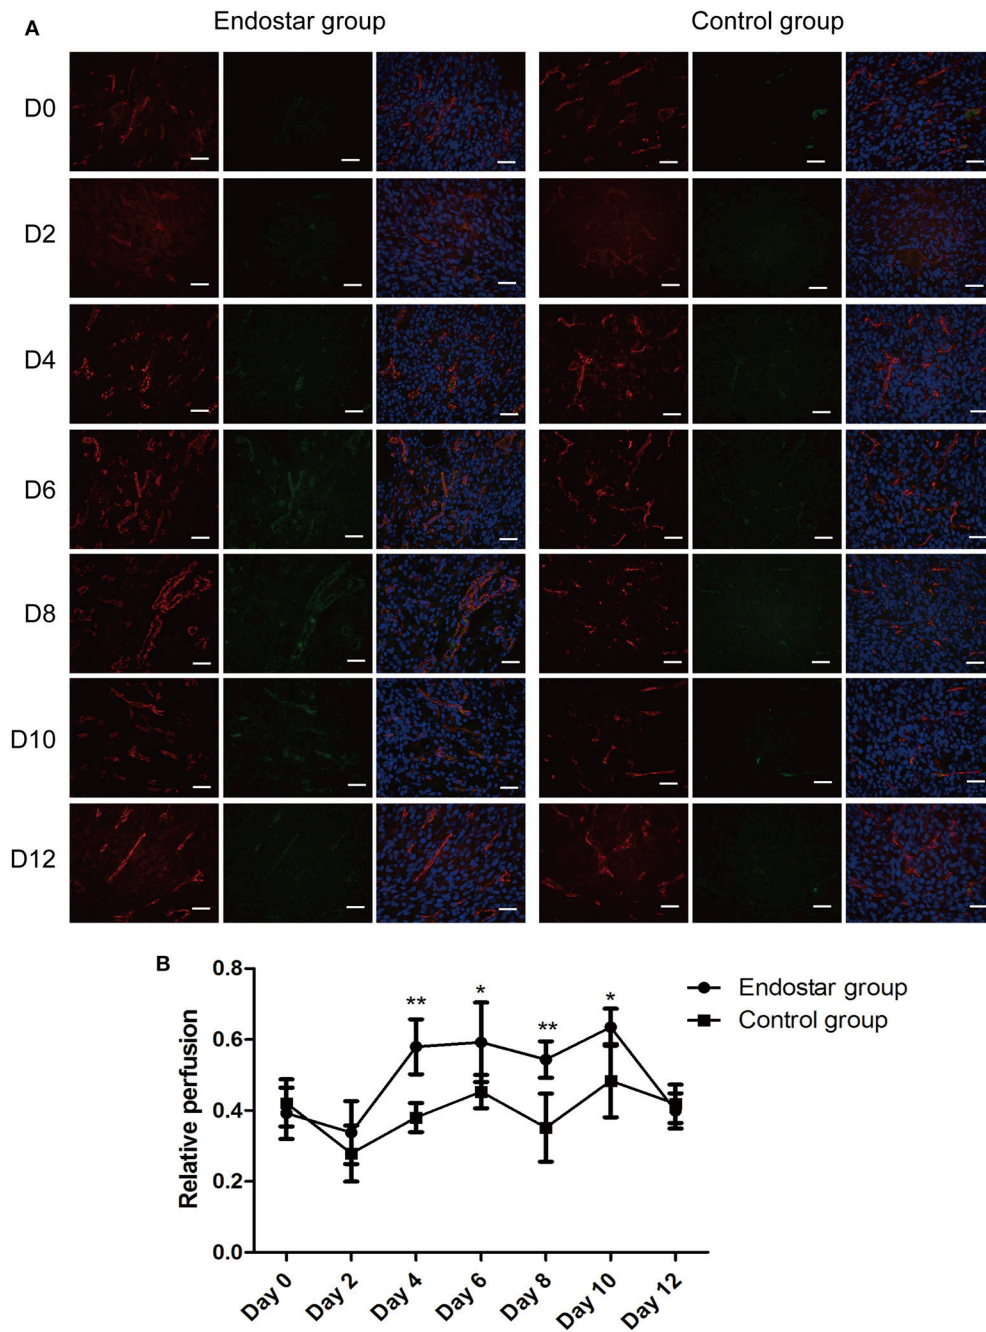 A
Endostar group
Control group
D0
D2
D4
D6
D8
D10
D12
B
0.8
0.6
0.4
0.2
0.0
Relative perfusion
** * ** *
Endostar group
Control group
Day 0 Day 2 Day 4 Day 6 Day 8 Day 10 Day 12